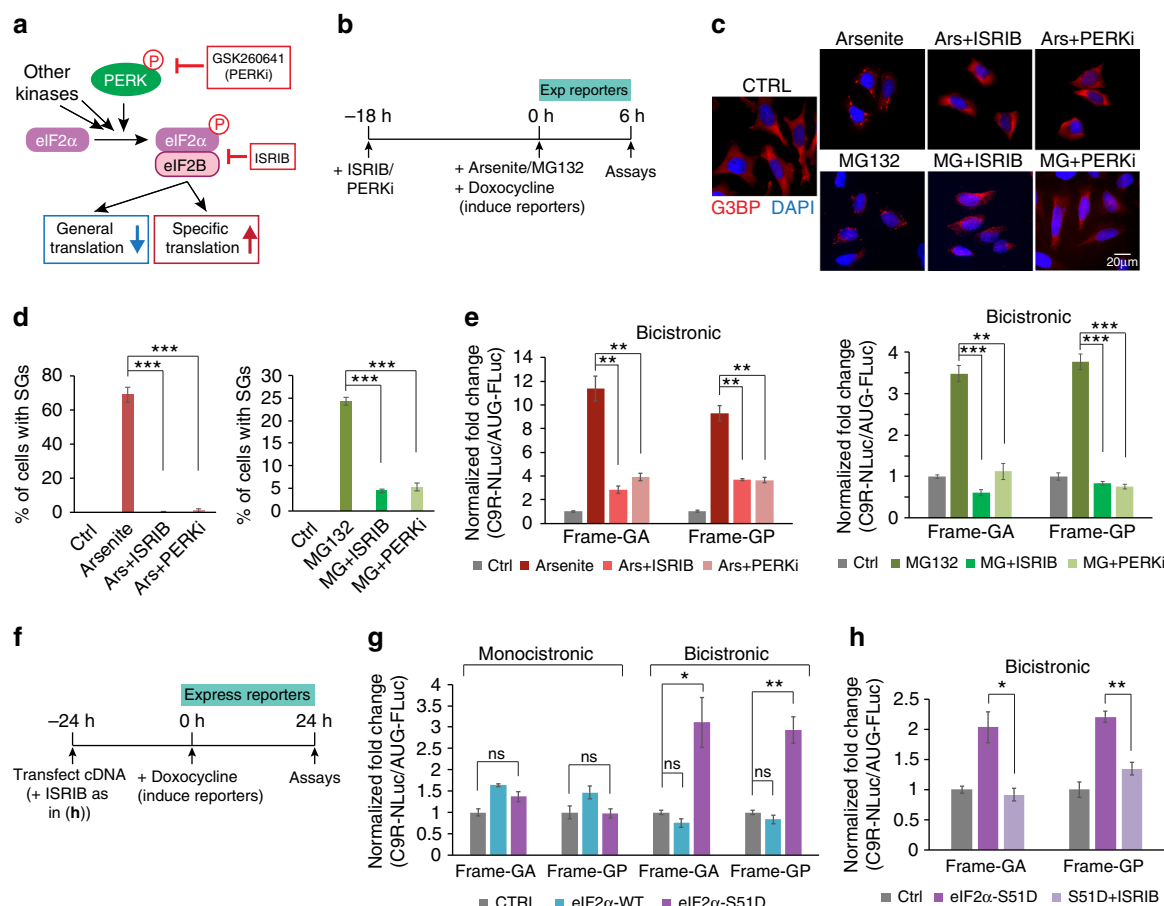 a
P
GSK260641
(PERKi)
Other
kinases
PERK
P
eIF2α
eIF2α
eIF2B
ISRIB
General
translation
Specific
translation
b
Exp reporters
–18 h
0 h
6 h
+ ISRIB/
PERKi
+ Arsenite/MG132
+ Doxocycline
(induce reporters)
Assays
c
Arsenite
Ars+ISRIB
Ars+PERKi
CTRL
MG132
MG+ISRIB
MG+PERKi
G3BP DAPI
20μm
d
% of cells with SGs
80
60
40
20
0
***
***
Ctrl
Arsenite
Ars+ISRIB
Ars+PERKi
% of cells with SGs
30
25
20
15
10
5
0
***
***
Ctrl
MG132
MG+ISRIB
MG+PERKi
e
Bicistronic
Normalized fold change
(C9R-NLuc/AUG-FLuc)
14
12
10
8
6
4
2
0
**
**
**
**
Frame-GA
Frame-GP
Ctrl
Arsenite
Ars+ISRIB
Ars+PERKi
Bicistronic
Normalized fold change
(C9R-NLuc/AUG-FLuc)
4
3
2
1
0
**
***
***
***
Frame-GA
Frame-GP
Ctrl
MG132
MG+ISRIB
MG+PERKi
f
Express reporters
–24 h
0 h
24 h
Transfect cDNA
(+ ISRIB as
in (h))
+ Doxocycline
(induce reporters)
Assays
g
Monocistronic
Bicistronic
Normalized fold change
(C9R-NLuc/AUG-FLuc)
4
3.5
3
2.5
2
1.5
1
0.5
0
ns
ns
*
ns
**
ns
Frame-GA
Frame-GP
Frame-GA
Frame-GP
CTRL
eIF2α-WT
eIF2α-S51D
h
Bicistronic
Normalized fold change
(C9R-NLuc/AUG-FLuc)
2.5
2
1.5
1
0.5
0
*
**
Frame-GA
Frame-GP
Ctrl
eIF2α-S51D
S51D+ISRIB